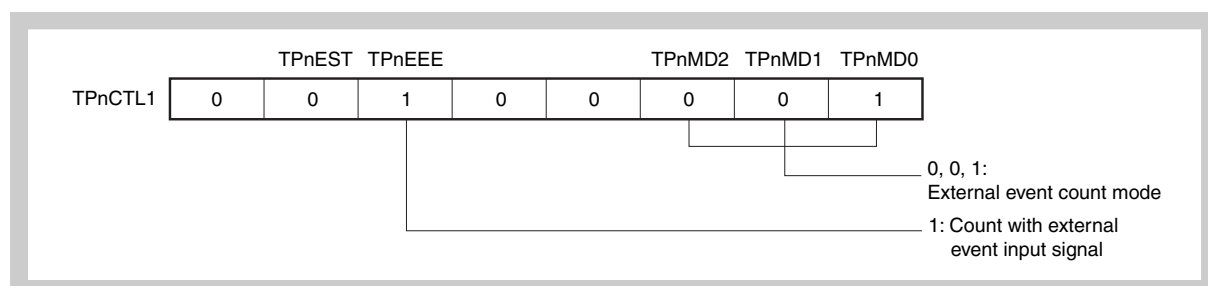 TPnEST TPnEEE TPnMD2 TPnMD1 TPnMD0
TPnCTL1 0 0 1 0 0 0 0 1
0, 0, 1:
External event count mode
1: Count with external
event input signal